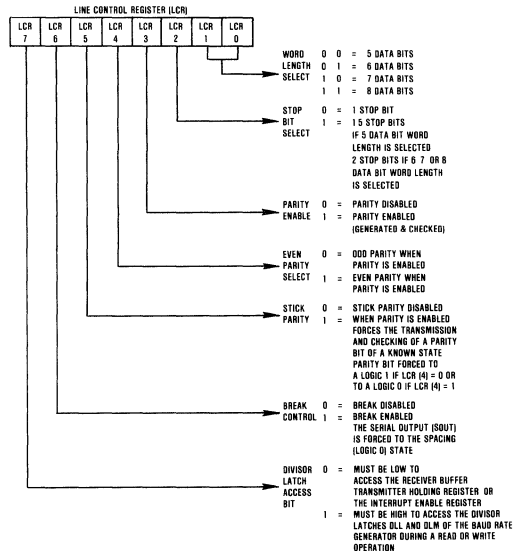 LINE CONTROL REGISTER (LCR)
LCR 7 LCR 6 LCR 5 LCR 4 LCR 3 LCR 2 LCR 1 LCR 0
WORD 0 0 = 5 DATA BITS
LENGTH 0 1 = 6 DATA BITS
SELECT 1 0 = 7 DATA BITS
1 1 = 8 DATA BITS
STOP 0 = 1 STOP BIT
BIT 1 = 1 5 STOP BITS
SELECT IF 5 DATA BIT WORD
LENGTH IS SELECTED
2 STOP BITS IF 6 7 OR 8
DATA BIT WORD LENGTH
IS SELECTED
PARITY 0 = PARITY DISABLED
ENABLE 1 = PARITY ENABLED
(GENERATED & CHECKED)
EVEN 0 = ODD PARITY WHEN
PARITY PARITY IS ENABLED
SELECT 1 = EVEN PARITY WHEN
PARITY IS ENABLED
STICK 0 = STICK PARITY DISABLED
PARITY 1 = WHEN PARITY IS ENABLED
FORCES THE TRANSMISSION
AND CHECKING OF A PARITY
BIT OF A KNOWN STATE
PARITY BIT FORCED TO
A LOGIC 1 IF LCR (4) = 0 OR
TO A LOGIC 0 IF LCR (4) = 1
BREAK 0 = BREAK DISABLED
CONTROL 1 = BREAK ENABLED
THE SERIAL OUTPUT (SOUT)
IS FORCED TO THE SPACING
(LOGIC 0) STATE
DIVISOR 0 = MUST BE LOW TO
LATCH ACCESS THE RECEIVER BUFFER
ACCESS TRANSMITTER HOLDING REGISTER OR
BIT THE INTERRUPT ENABLE REGISTER
1 = MUST BE HIGH TO ACCESS THE DIVISOR
LATCHES DLL AND DLM OF THE BAUD RATE
GENERATOR DURING A READ OR WRITE
OPERATION